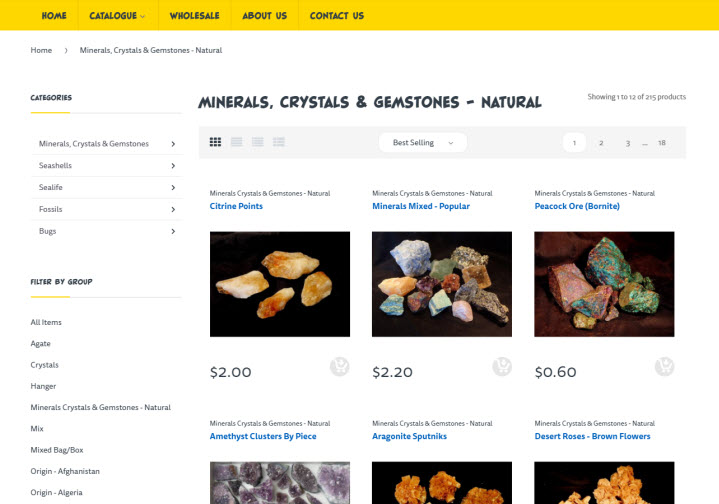 HOME CATALOGUE WHOLESALE ABOUT US CONTACT US
Home › Minerals, Crystals & Gemstones - Natural
CATEGORIES
Minerals, Crystals & Gemstones
Seashells
Sealife
Fossils
Bugs
FILTER BY GROUP
All Items
Agate
Crystals
Hanger
Minerals Crystals & Gemstones - Natural
Mix
Mixed Bag/Box
Origin - Afghanistan
Origin - Algeria
MINERALS, CRYSTALS & GEMSTONES - NATURAL
Showing 1 to 12 of 215 products
Best Selling
1 2 3 ... 18
Minerals Crystals & Gemstones - Natural
Citrine Points
$2.00
Minerals Crystals & Gemstones - Natural
Minerals Mixed - Popular
$2.20
Minerals Crystals & Gemstones - Natural
Peacock Ore (Bornite)
$0.60
Minerals Crystals & Gemstones - Natural
Amethyst Clusters By Piece
Minerals Crystals & Gemstones - Natural
Aragonite Sputniks
Minerals Crystals & Gemstones - Natural
Desert Roses - Brown Flowers